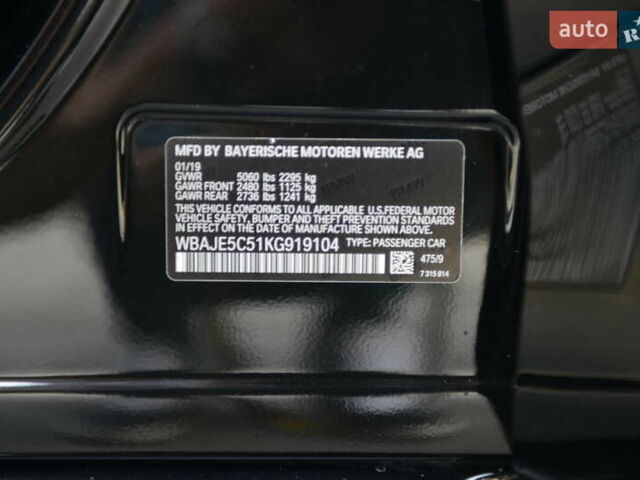 auto
R
MFD BY BAYERISCHE MOTOREN WERKE AG
01/19
GVWR 5060 lbs 2295 kg
GAWR FRONT 2480 lbs 1125 kg
GAWR REAR 2736 lbs 1241 kg
THIS VEHICLE CONFORMS TO ALL APPLICABLE U.S.FEDERAL MOTOR
VEHICLE SAFETY, BUMPER AND THEFT PREVENTION STANDARDS
IN EFFECT ON THE DATE OF MANUFACTURE SHOWN ABOVE.
WBAJE5C51KG919104 TYPE: PASSENGER CAR
475/9
7 315 814
BMW
BMW